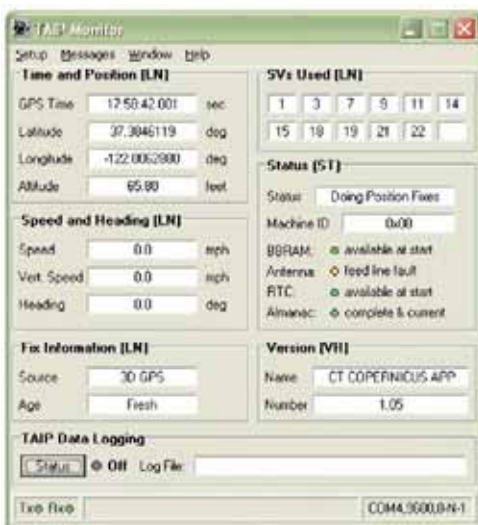 TAIP Monitor
Setup Messages Window Help
Time and Position [LN]
GPS Time 17:58:42.001 sec
Latitude 37.3846119 deg
Longitude -122.0062880 deg
Altitude 65.80 feet
Speed and Heading [LN]
Speed 0.0 mph
Vert. Speed 0.0 mph
Heading 0.0 deg
Fix Information [LN]
Source 3D GPS
Age Fresh
SVs Used [LN]
1 3 7 9 11 14
15 18 19 21 22
Status [ST]
Status Doing Position Fixes
Machine ID 0x00
BBRAM: available at start
Antenna: feed line fault
RTC: available at start
Almanac: complete & current
Version [VR]
Name CT COPERNICUS APP
Number 1.05
TAIP Data Logging
Status Off Log File:
Tx Rx COM4,9600,8-N-1